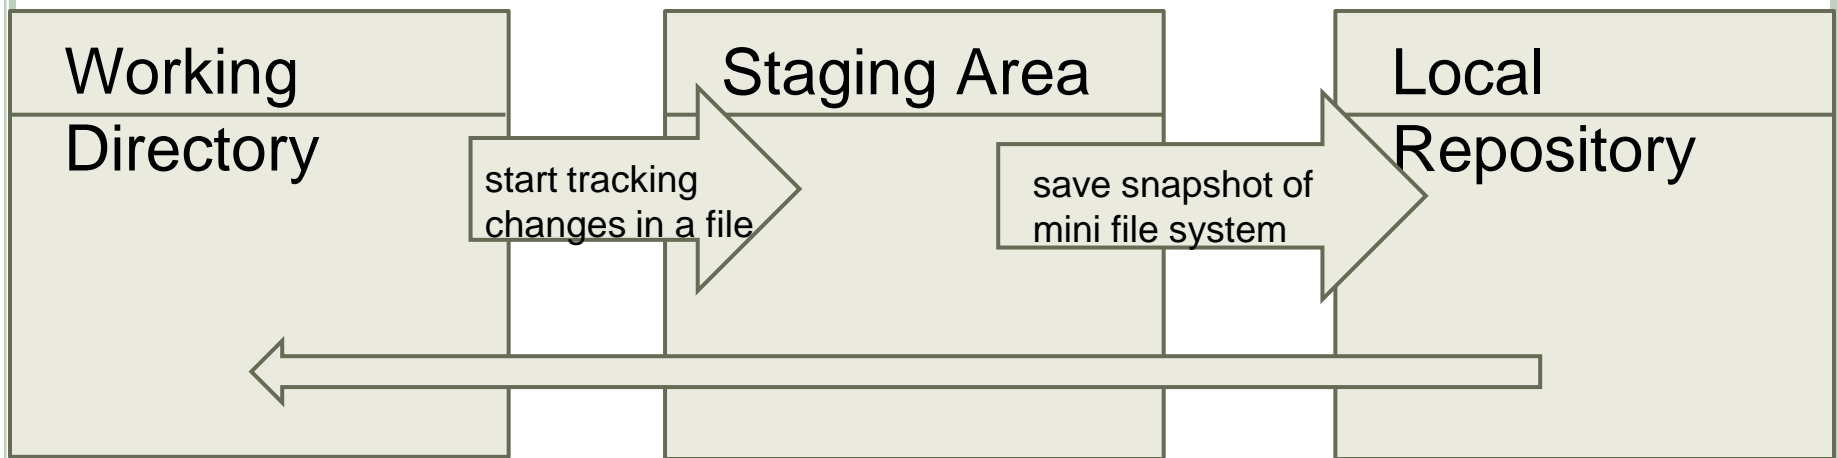 Working
Directory
start tracking
changes in a file
Staging Area
save snapshot of
mini file system
Local
Repository